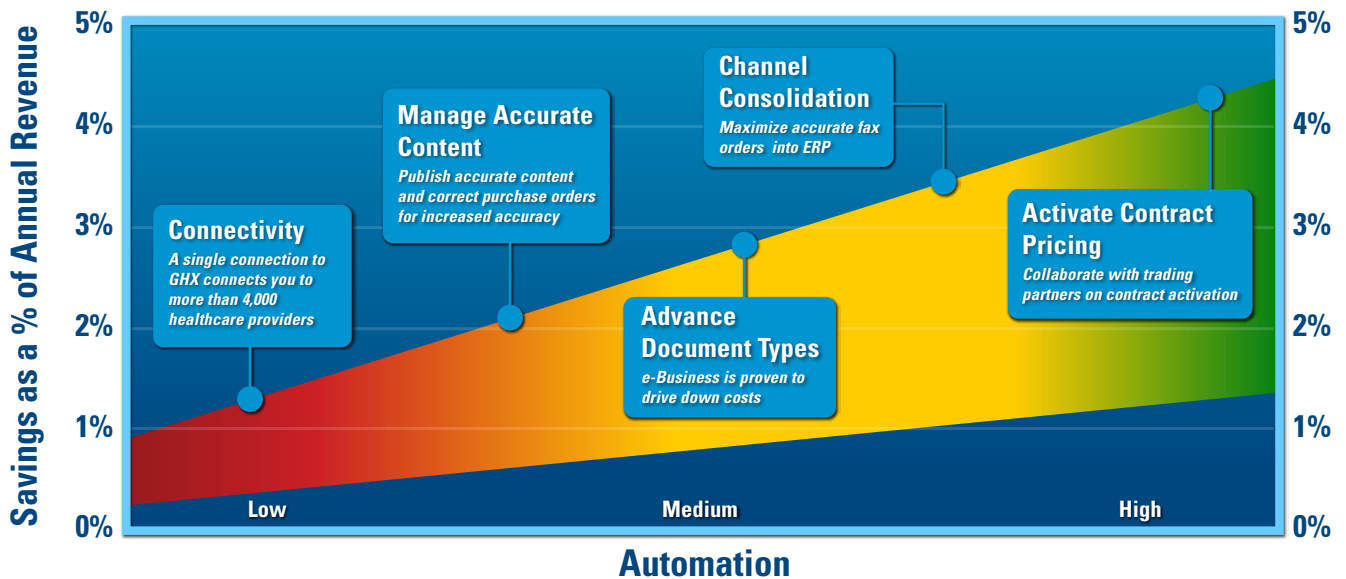 Savings as a % of Annual Revenue
5%
4%
3%
2%
1%
0%
Connectivity
A single connection to
GHX connects you to
more than 4,000
healthcare providers
Manage Accurate
Content
Publish accurate content
and correct purchase orders
for increased accuracy
Advance
Document Types
e-Business is proven to
drive down costs
Channel
Consolidation
Maximize accurate fax
orders into ERP
Activate Contract
Pricing
Collaborate with trading
partners on contract activation
5%
4%
3%
2%
1%
0%
Low
Medium
High
Automation